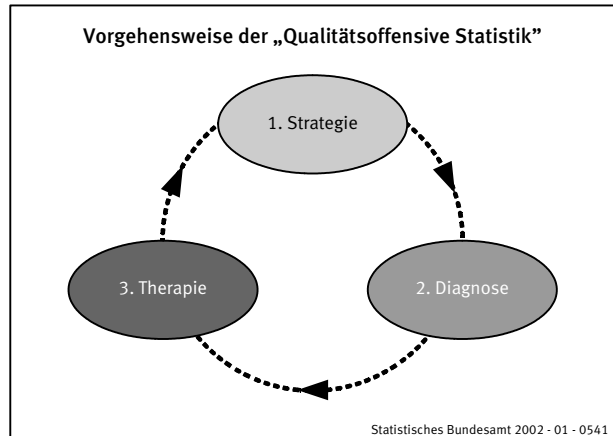 Vorgehensweise der „Qualitätsoffensive Statistik”
1. Strategie
3. Therapie
2. Diagnose
Statistisches Bundesamt 2002 - 01 - 0541